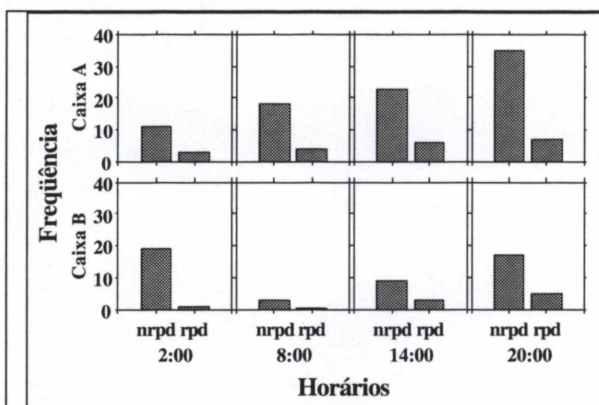 Freqüência
Caixa A
40
30
20
10
0
Caixa B
40
30
20
10
0
nrpd rpd nrpd rpd nrpd rpd nrpd rpd
2:00 8:00 14:00 20:00
Horários